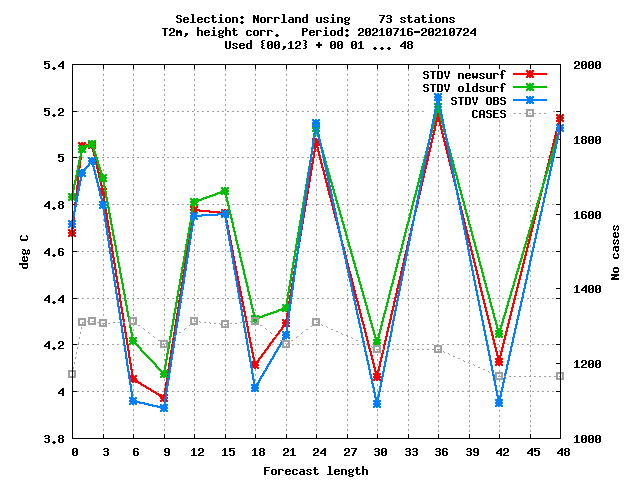 Selection: Norrland using    73 stations
T2m, height corr.   Period: 20210716-20210724
Used {00,12} + 00 01 ... 48
STDV newsurf
STDV oldsurf
STDV OBS
CASES
5.4
5.2
5
4.8
4.6
4.4
4.2
4
3.8
deg C
2000
1800
1600
1400
1200
1000
No cases
0 3 6 9 12 15 18 21 24 27 30 33 36 39 42 45 48
Forecast length